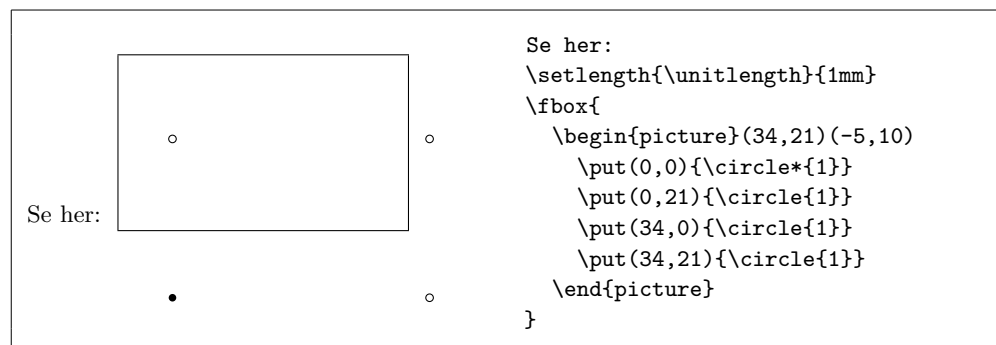 Se her:
Se her:
\setlength{\unitlength}{1mm}
\fbox{
  \begin{picture}(34,21)(-5,10)
    \put(0,0){\circle*{1}}
    \put(0,21){\circle{1}}
    \put(34,0){\circle{1}}
    \put(34,21){\circle{1}}
  \end{picture}
}